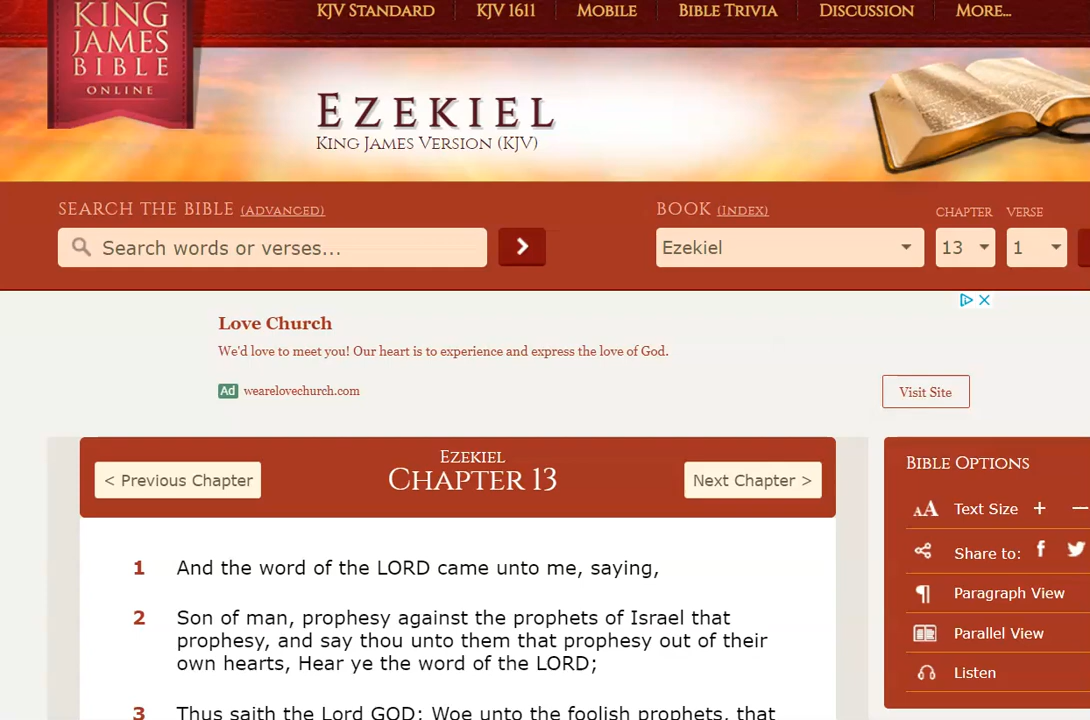 KING
JAMES
BIBLE
ONLINE
KJV STANDARD
KJV 1611
MOBILE
BIBLE TRIVIA
DISCUSSION
MORE...
EZEKIEL
KING JAMES VERSION (KJV)
SEARCH THE BIBLE (ADVANCED)
BOOK (INDEX)
CHAPTER
VERSE
Search words or verses...
>
Ezekiel
13
1
Love Church
We'd love to meet you! Our heart is to experience and express the love of God.
Ad wearelovechurch.com
Visit Site
EZEKIEL
< Previous Chapter
CHAPTER 13
Next Chapter >
1 And the word of the LORD came unto me, saying,
2 Son of man, prophesy against the prophets of Israel that
prophesy, and say thou unto them that prophesy out of their
own hearts, Hear ye the word of the LORD;
3 Thus saith the Lord GOD; Woe unto the foolish prophets, that
BIBLE OPTIONS
AA Text Size + −
Share to: f
¶ Paragraph View
Parallel View
Listen